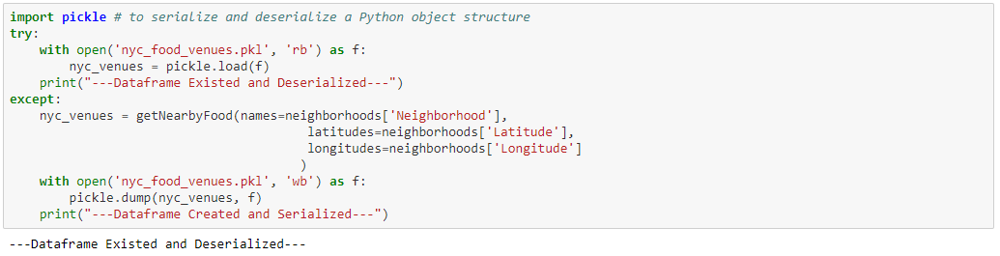 import pickle # to serialize and deserialize a Python object structure
try:
    with open('nyc_food_venues.pkl', 'rb') as f:
        nyc_venues = pickle.load(f)
    print("---Dataframe Existed and Deserialized---")
except:
    nyc_venues = getNearbyFood(names=neighborhoods['Neighborhood'],
                                        latitudes=neighborhoods['Latitude'],
                                        longitudes=neighborhoods['Longitude']
                                       )
    with open('nyc_food_venues.pkl', 'wb') as f:
        pickle.dump(nyc_venues, f)
    print("---Dataframe Created and Serialized---")
---Dataframe Existed and Deserialized---